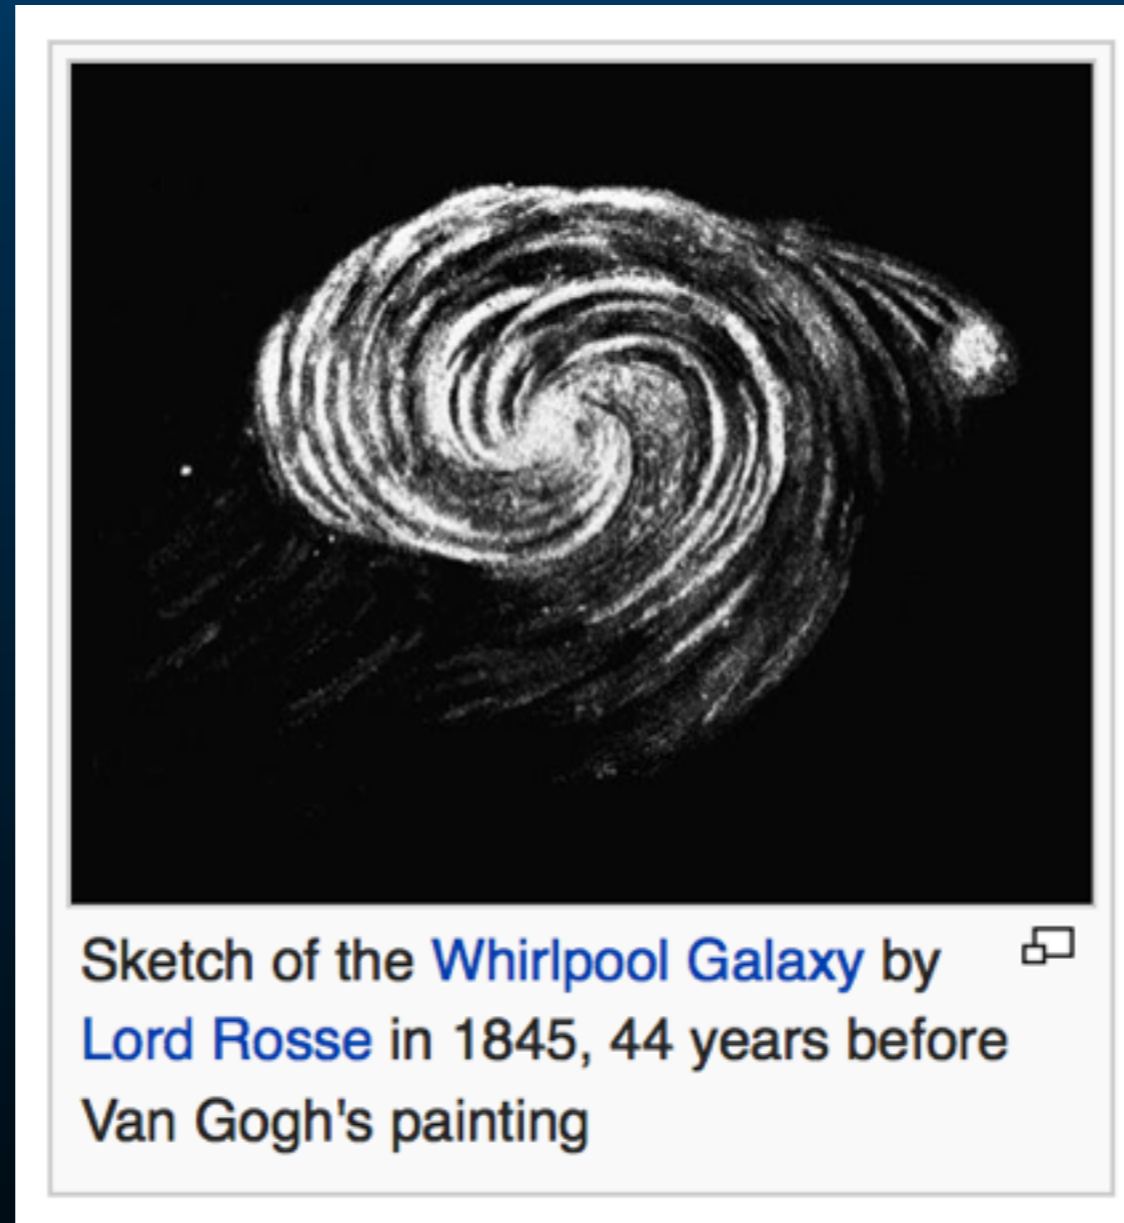 Sketch of the Whirlpool Galaxy by
Lord Rosse in 1845, 44 years before
Van Gogh's painting